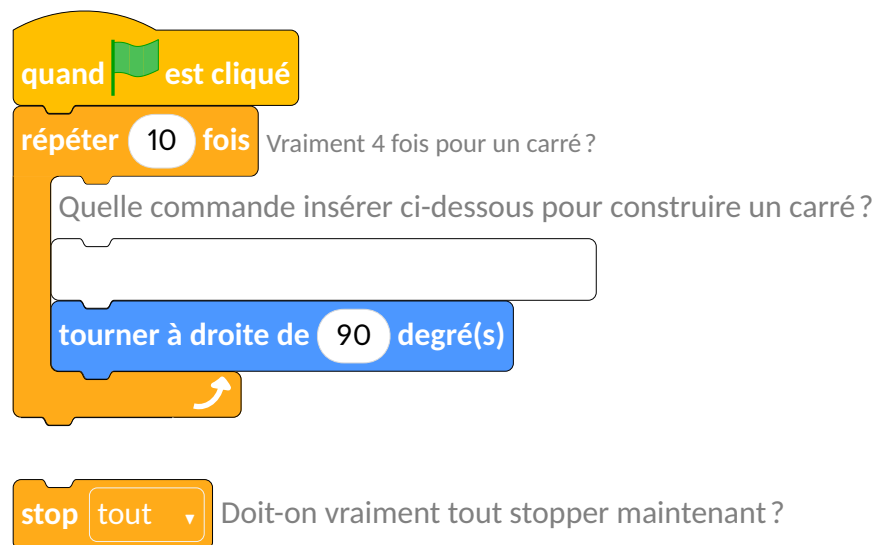 quand est cliqué
répéter 10 fois Vraiment 4 fois pour un carré ?
Quelle commande insérer ci-dessous pour construire un carré ?
tourner à droite de 90 degré(s)
stop tout Doit-on vraiment tout stopper maintenant ?